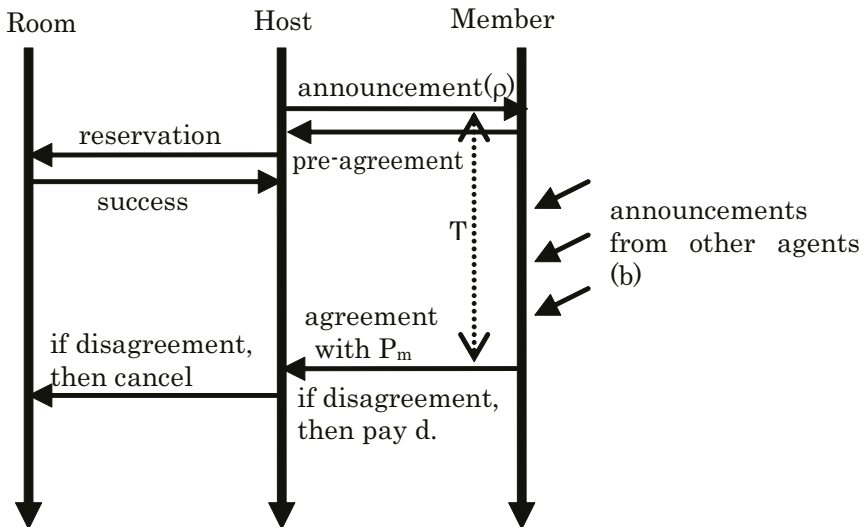 Room
Host
Member
announcement(ρ)
reservation
pre-agreement
success
announcements
from other agents
(b)
T
agreement
with Pₘ
if disagreement,
then cancel
if disagreement,
then pay d.